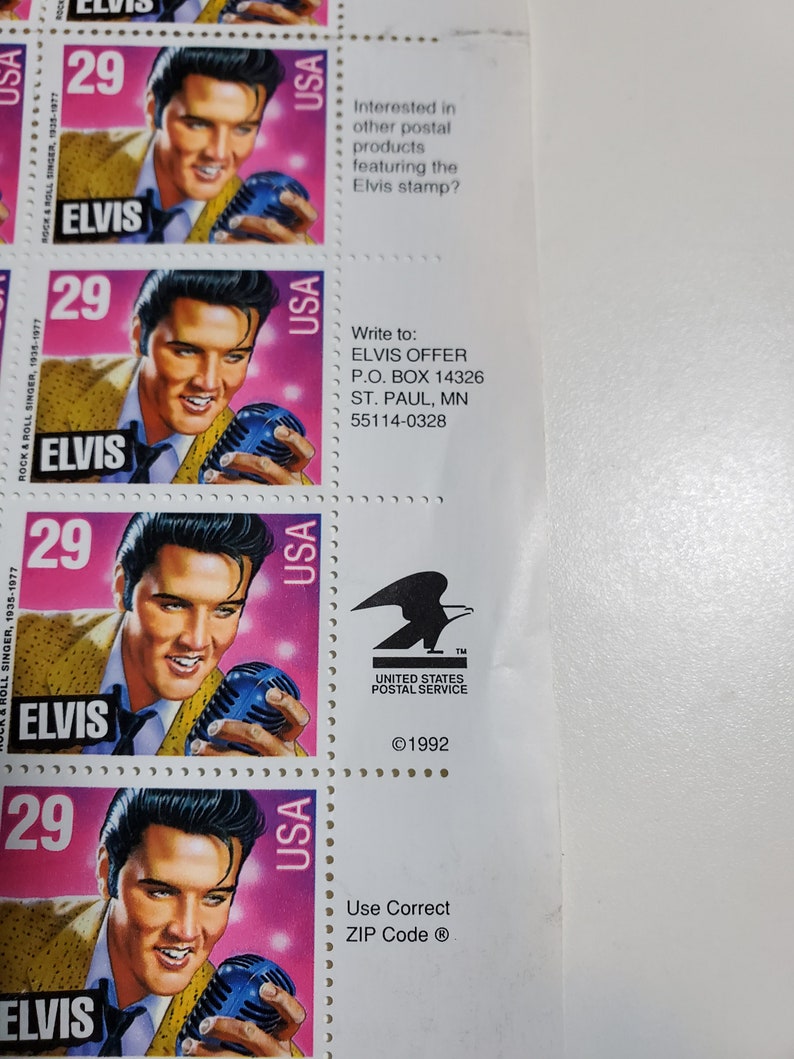 ELVIS
29
USA
ROCK & ROLL SINGER, 1935-1977
ELVIS
Interested in
other postal
products
featuring the
Elvis stamp?
29
USA
ROCK & ROLL SINGER, 1935-1977
ELVIS
Write to:
ELVIS OFFER
P.O. BOX 14326
ST. PAUL, MN
55114-0328
29
USA
ROCK & ROLL SINGER, 1935-1977
ELVIS
TM
UNITED STATES
POSTAL SERVICE
©1992
29
USA
ELVIS
Use Correct
ZIP Code ®